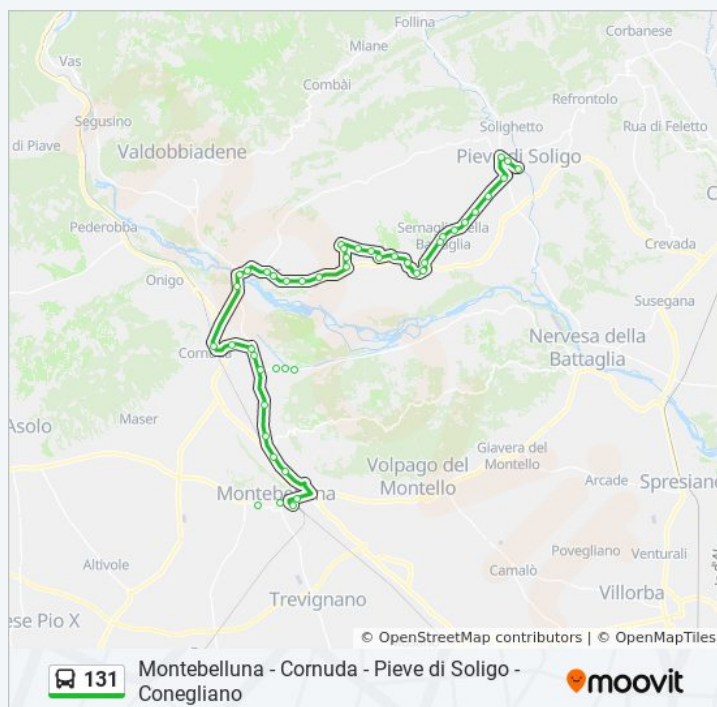 Follina
Corbanese
Miane
Vas
Combài
Refrontolo
Segusino
Solighetto
Rua di Feletto
di Piave
Valdobbiadene
Pieve di Soligo
C
Pederobba
Sernaglia della
Battaglia
Crevada
Onigo
Susegana
Nervesa della
Battaglia
Cornuda
Maser
Asolo
Giavera del
Montello
Volpago del
Montello
Montebelluna
Arcade
Spresiano
Povegliano
Venturali
Altivole
Camalò
Villorba
Trevignano
ese Pio X
© OpenStreetMap contributors | © OpenMapTiles
131
Montebelluna - Cornuda - Pieve di Soligo -
Conegliano
moovit